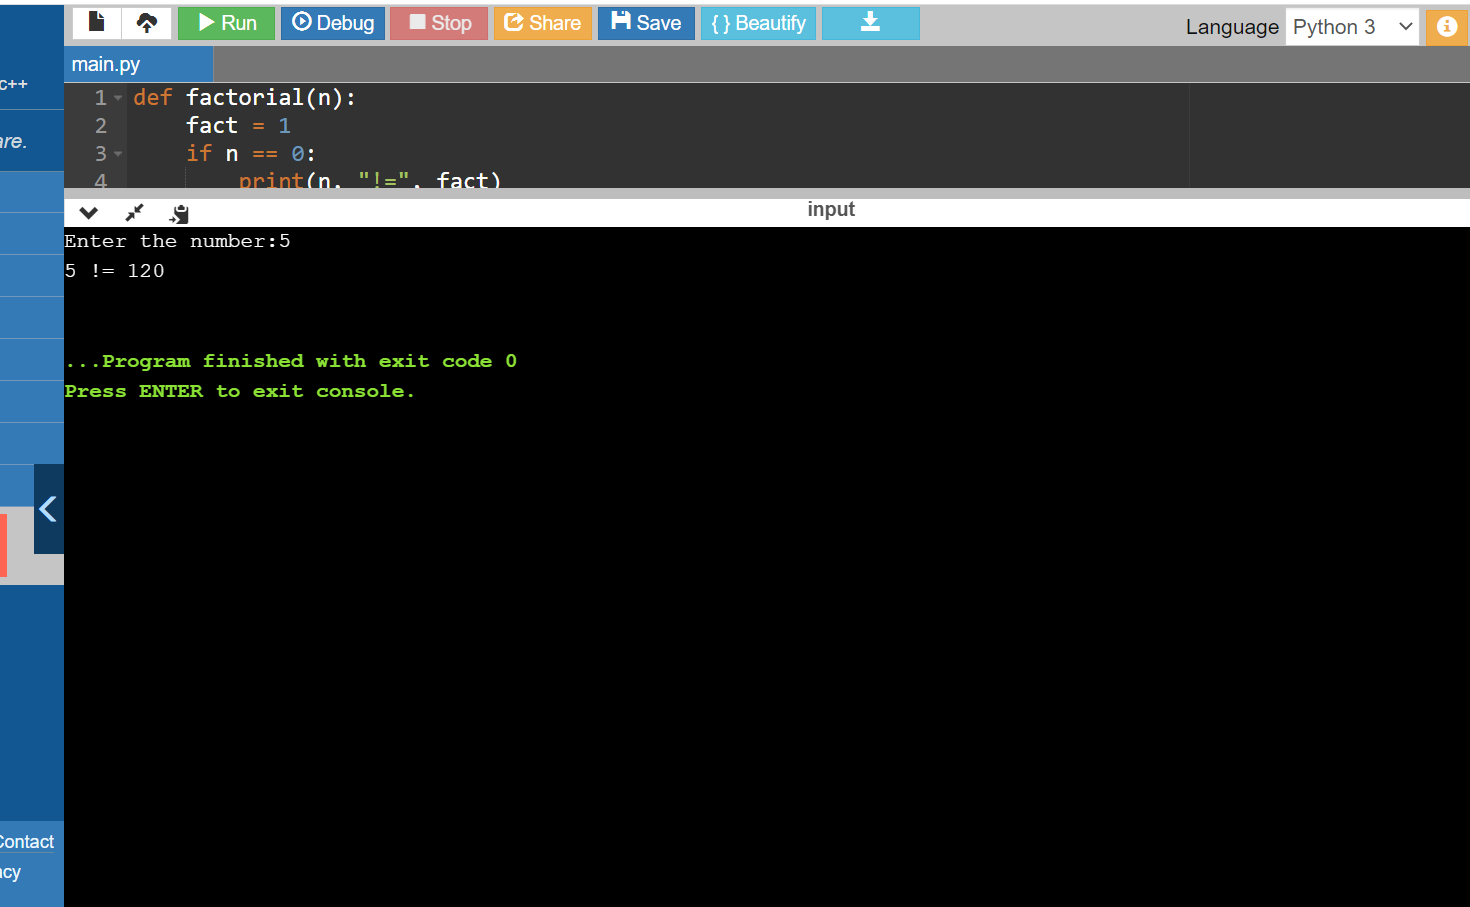 Run Debug Stop Share Save { } Beautify Language Python 3
main.py
c++
1 def factorial(n):
are.
2 fact = 1
3 if n == 0:
4 print(n, "!=", fact)
input
Enter the number:5
5 != 120
...Program finished with exit code 0
Press ENTER to exit console.
Contact